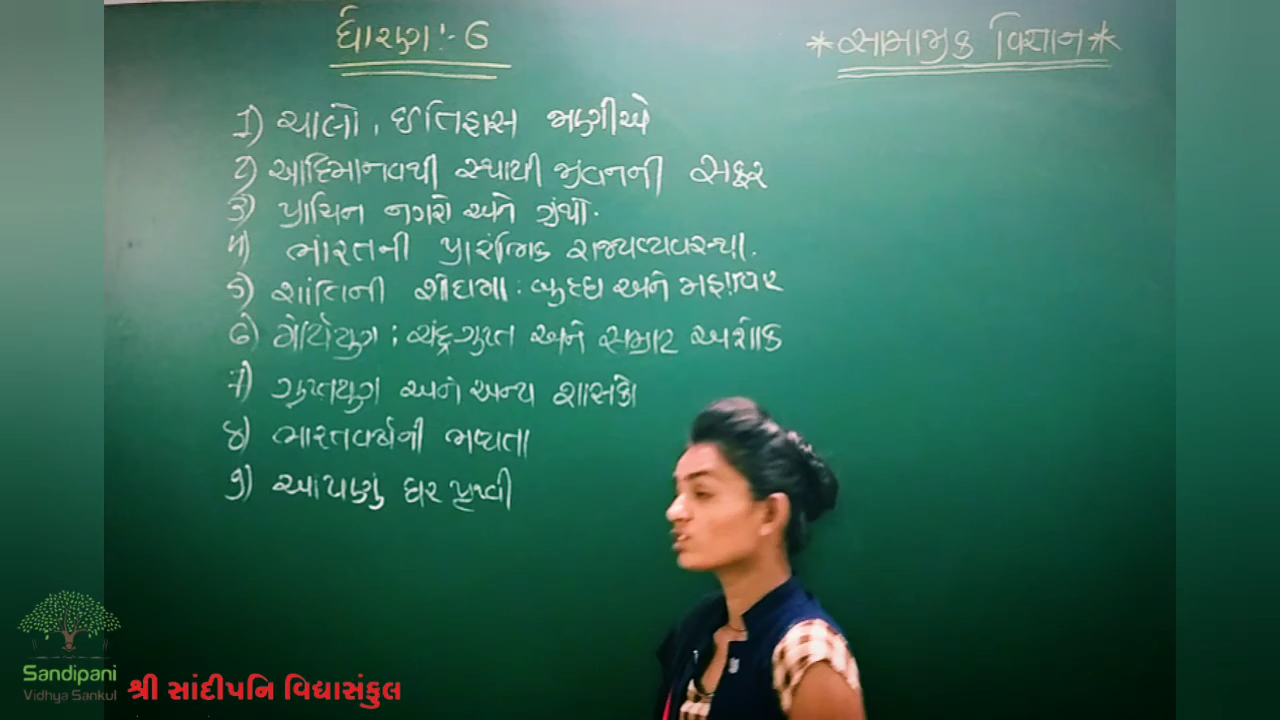 ધોરણ :- 6
*સામાજીક વિજ્ઞાન*
1) ચાલો, ઈતિહાસ ભણીએ
2) આદિમાનવથી સ્થાયી જીવનની સફર
3) પ્રાચિન નગરો અને ગ્રંથો.
4) ભારતની પ્રારંભિક રાજ્યવ્યવસ્થા.
5) શાંતિની શોધમાં : બુદ્ધ અને મહાવિર
6) મૌર્યયુગ : ચંદ્રગુપ્ત અને સમ્રાટ અશોક
7) ગુપ્તયુગ અને અન્ય શાસકો
8) ભારતવર્ષની ભવ્યતા
9) આપણું ઘર પૃથ્વી
Sandipani
Vidhya Sankul
શ્રી સાંદીપનિ વિદ્યાસંકુલ